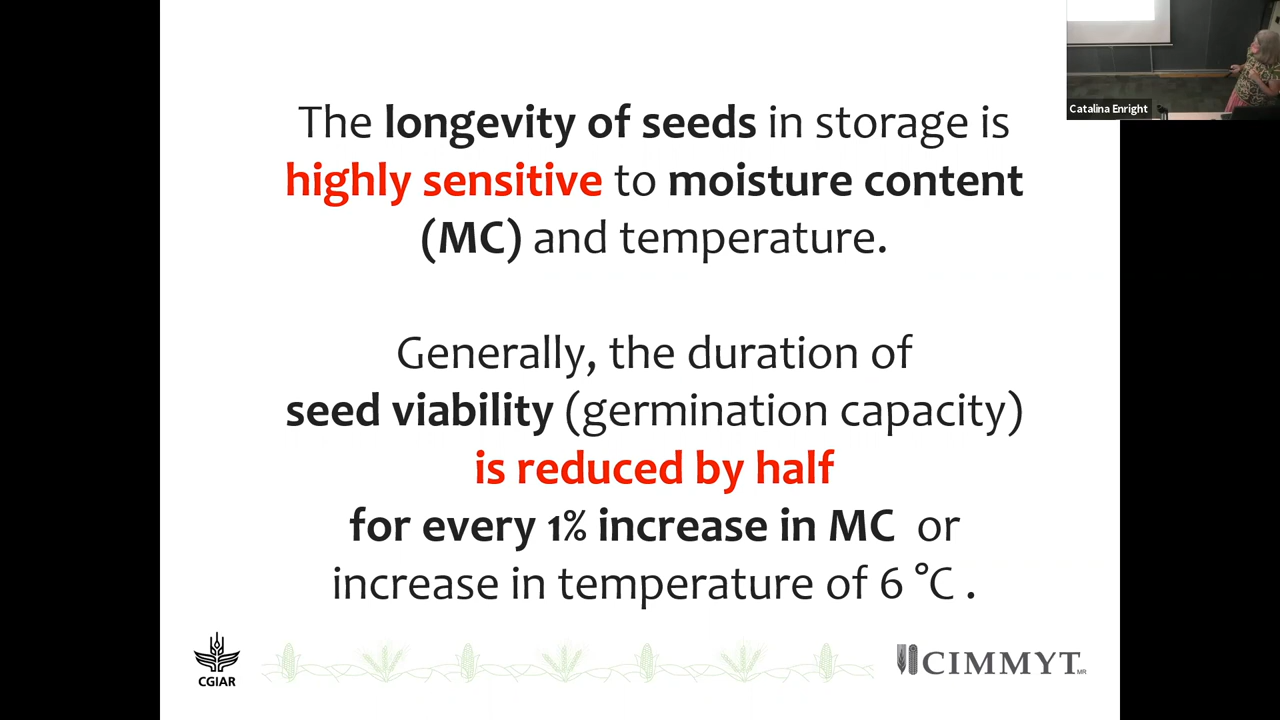 The longevity of seeds in storage is
highly sensitive to moisture content
(MC) and temperature.
Generally, the duration of
seed viability (germination capacity)
is reduced by half
for every 1% increase in MC or
increase in temperature of 6 °C .
CGIAR
CIMMYT MR
Catalina Enright